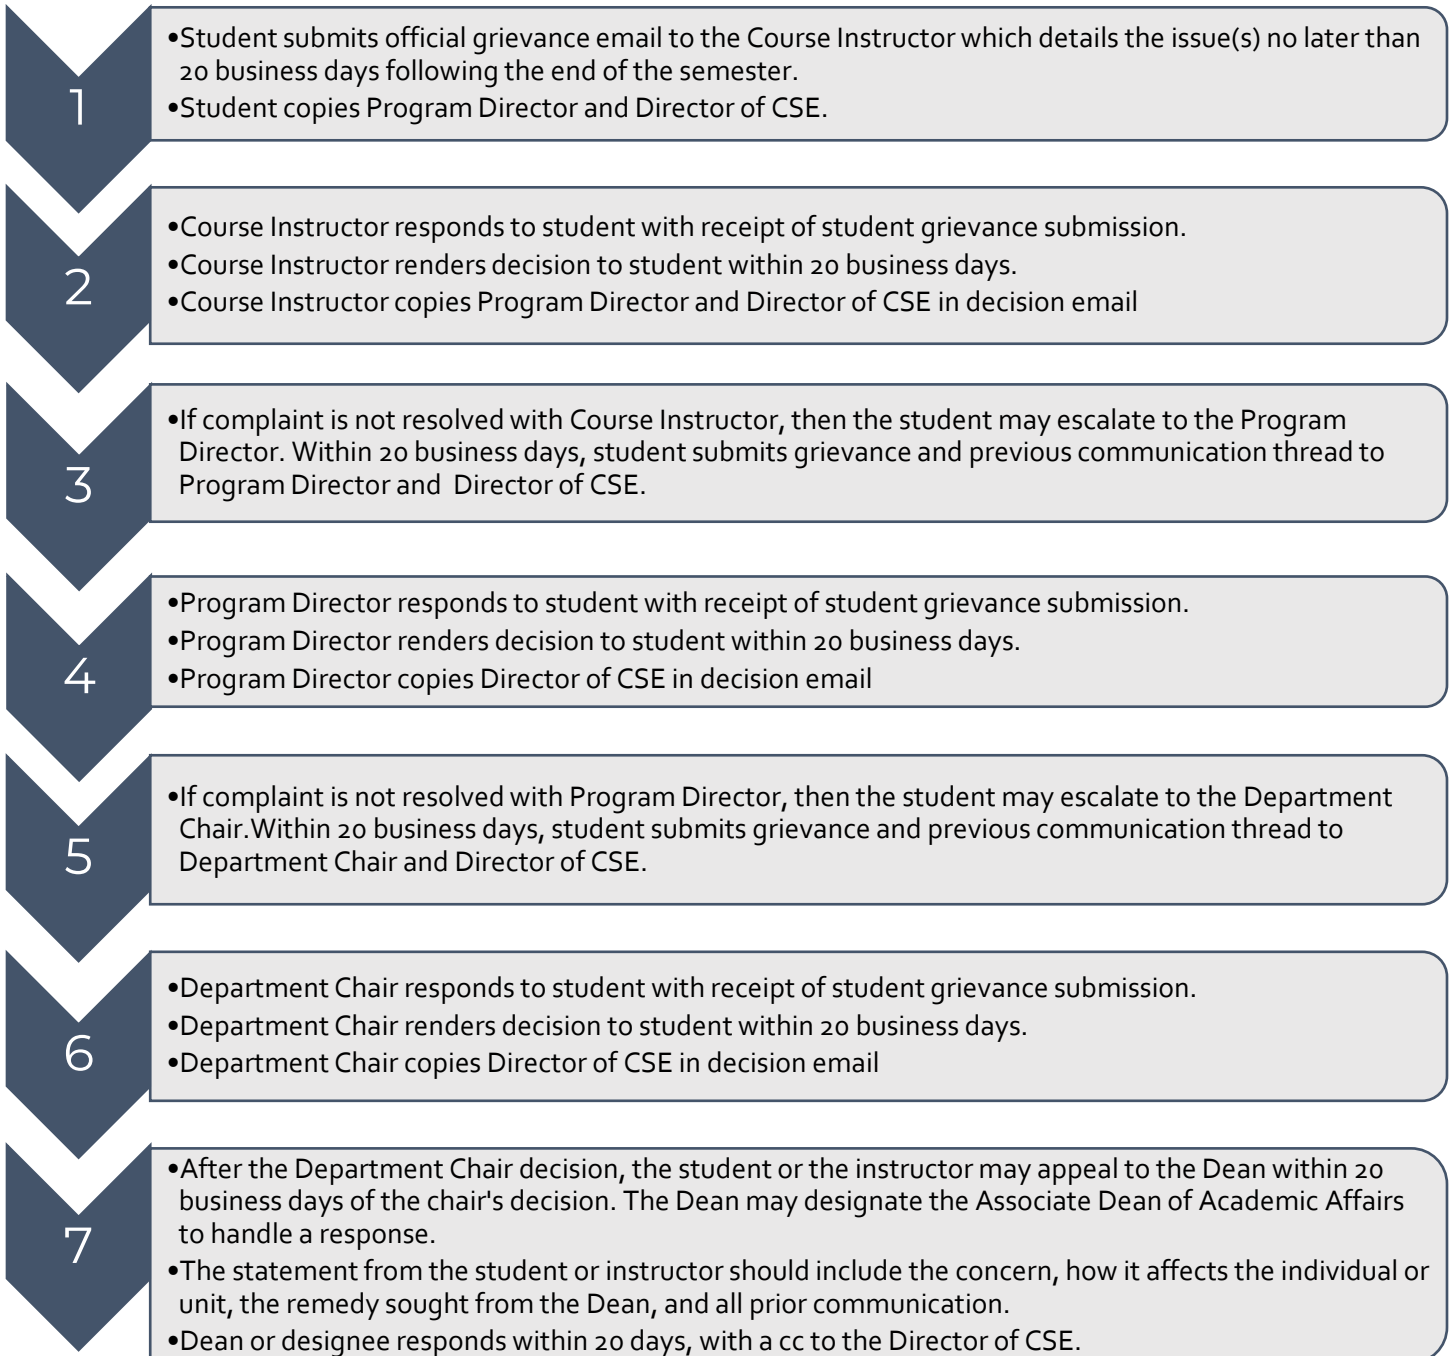 1
•Student submits official grievance email to the Course Instructor which details the issue(s) no later than
20 business days following the end of the semester.
•Student copies Program Director and Director of CSE.
2
•Course Instructor responds to student with receipt of student grievance submission.
•Course Instructor renders decision to student within 20 business days.
•Course Instructor copies Program Director and Director of CSE in decision email
3
•If complaint is not resolved with Course Instructor, then the student may escalate to the Program
Director. Within 20 business days, student submits grievance and previous communication thread to
Program Director and  Director of CSE.
4
•Program Director responds to student with receipt of student grievance submission.
•Program Director renders decision to student within 20 business days.
•Program Director copies Director of CSE in decision email
5
•If complaint is not resolved with Program Director, then the student may escalate to the Department
Chair.Within 20 business days, student submits grievance and previous communication thread to
Department Chair and Director of CSE.
6
•Department Chair responds to student with receipt of student grievance submission.
•Department Chair renders decision to student within 20 business days.
•Department Chair copies Director of CSE in decision email
7
•After the Department Chair decision, the student or the instructor may appeal to the Dean within 20
business days of the chair's decision. The Dean may designate the Associate Dean of Academic Affairs
to handle a response.
•The statement from the student or instructor should include the concern, how it affects the individual or
unit, the remedy sought from the Dean, and all prior communication.
•Dean or designee responds within 20 days, with a cc to the Director of CSE.